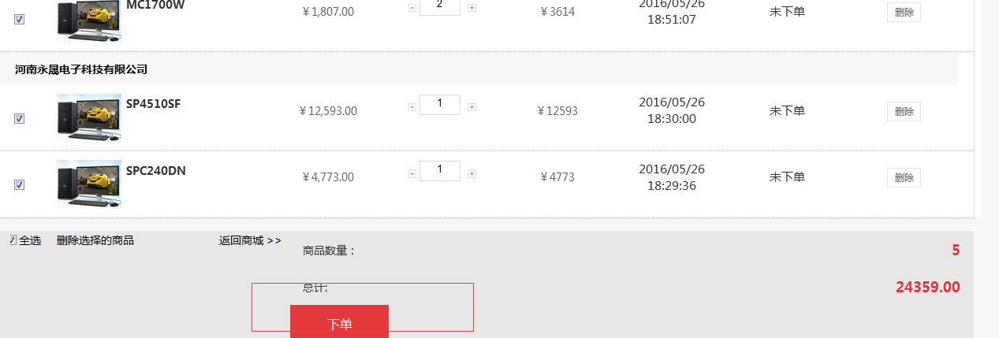 MC1700W
￥1,807.00
-
2
+
￥3614
2016/05/26
18:51:07
未下单
删除
河南永晟电子科技有限公司
SP4510SF
￥12,593.00
-
1
+
￥12593
2016/05/26
18:30:00
未下单
删除
SPC240DN
￥4,773.00
-
1
+
￥4773
2016/05/26
18:29:36
未下单
删除
全选
删除选择的商品
返回商城 >>
商品数量：
5
总计:
24359.00
下单